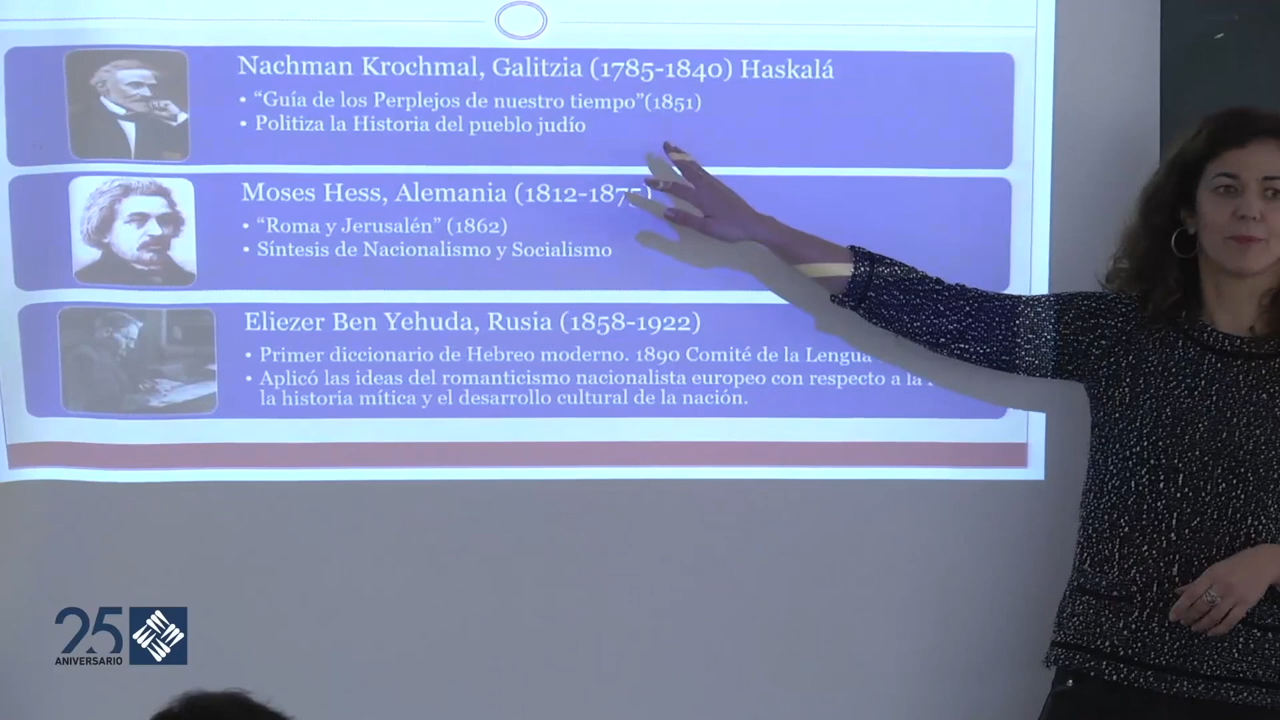 Nachman Krochmal, Galitzia (1785-1840) Haskalá
• “Guía de los Perplejos de nuestro tiempo”(1851)
• Politiza la Historia del pueblo judío
Moses Hess, Alemania (1812-1875)
• “Roma y Jerusalén” (1862)
• Síntesis de Nacionalismo y Socialismo
Eliezer Ben Yehuda, Rusia (1858-1922)
• Primer diccionario de Hebreo moderno. 1890 Comité de la Lengua
• Aplicó las ideas del romanticismo nacionalista europeo con respecto a la
la historia mítica y el desarrollo cultural de la nación.
25
ANIVERSARIO